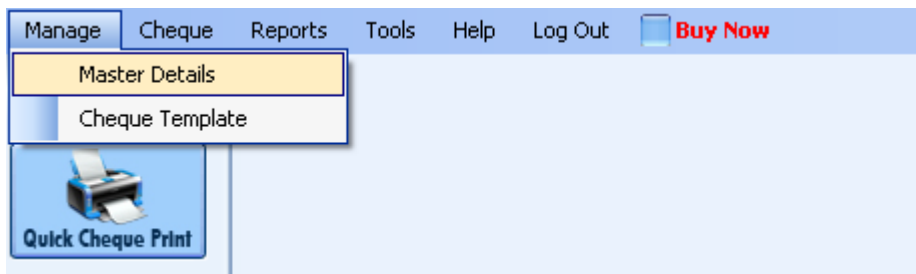 Manage Cheque Reports Tools Help Log Out Buy Now
Master Details
Cheque Template
Quick Cheque Print